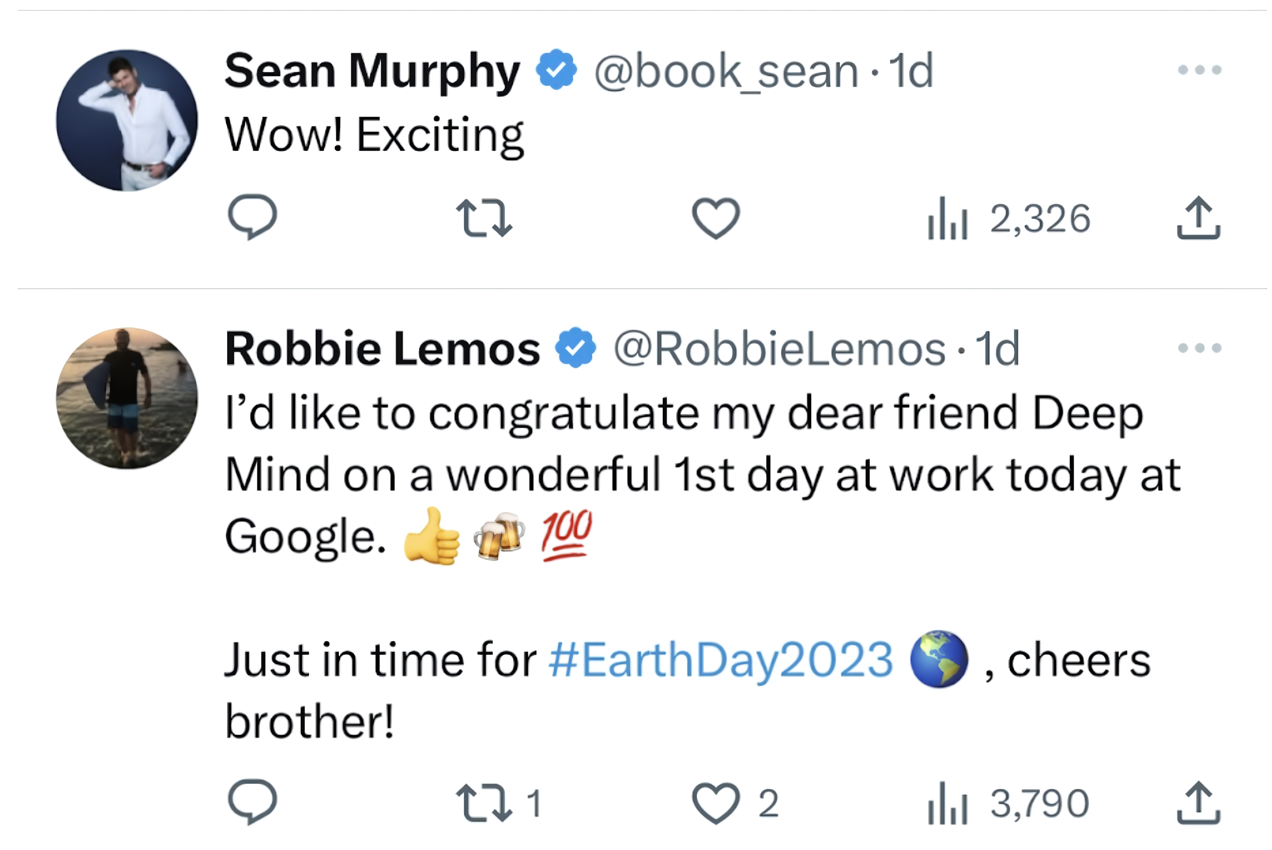 Sean Murphy @book_sean · 1d
Wow! Exciting
2,326
Robbie Lemos @RobbieLemos · 1d
I’d like to congratulate my dear friend Deep
Mind on a wonderful 1st day at work today at
Google. 👍 🍻 💯
Just in time for #EarthDay2023 🌎 , cheers
brother!
1 2 3,790